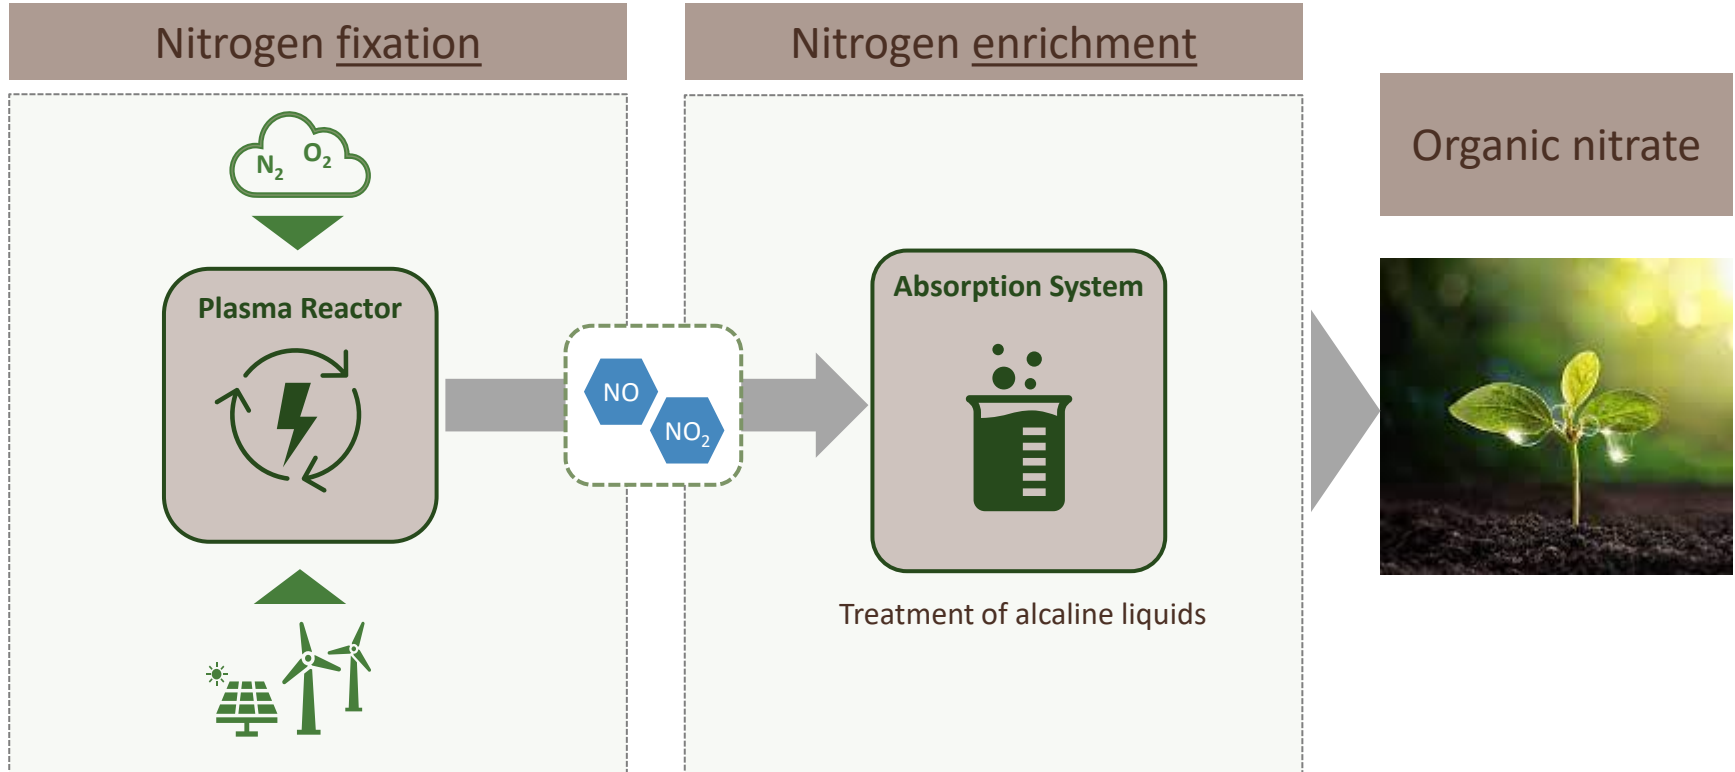 Nitrogen fixation
N₂ O₂
Plasma Reactor
NO
NO₂
Nitrogen enrichment
Absorption System
Treatment of alcaline liquids
Organic nitrate